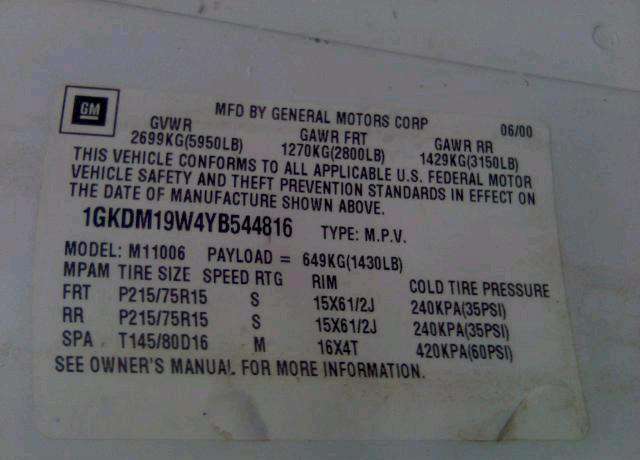 GM
MFD BY GENERAL MOTORS CORP 06/00
GVWR GAWR FRT GAWR RR
2699KG(5950LB) 1270KG(2800LB) 1429KG(3150LB)
THIS VEHICLE CONFORMS TO ALL APPLICABLE U.S. FEDERAL MOTOR
VEHICLE SAFETY AND THEFT PREVENTION STANDARDS IN EFFECT ON
THE DATE OF MANUFACTURE SHOWN ABOVE.
1GKDM19W4YB544816 TYPE: M.P.V.
MODEL: M11006 PAYLOAD = 649KG(1430LB)
MPAM TIRE SIZE SPEED RTG RIM COLD TIRE PRESSURE
FRT P215/75R15 S 15X61/2J 240KPA(35PSI)
RR P215/75R15 S 15X61/2J 240KPA(35PSI)
SPA T145/80D16 M 16X4T 420KPA(60PSI)
SEE OWNER'S MANUAL FOR MORE INFORMATION.